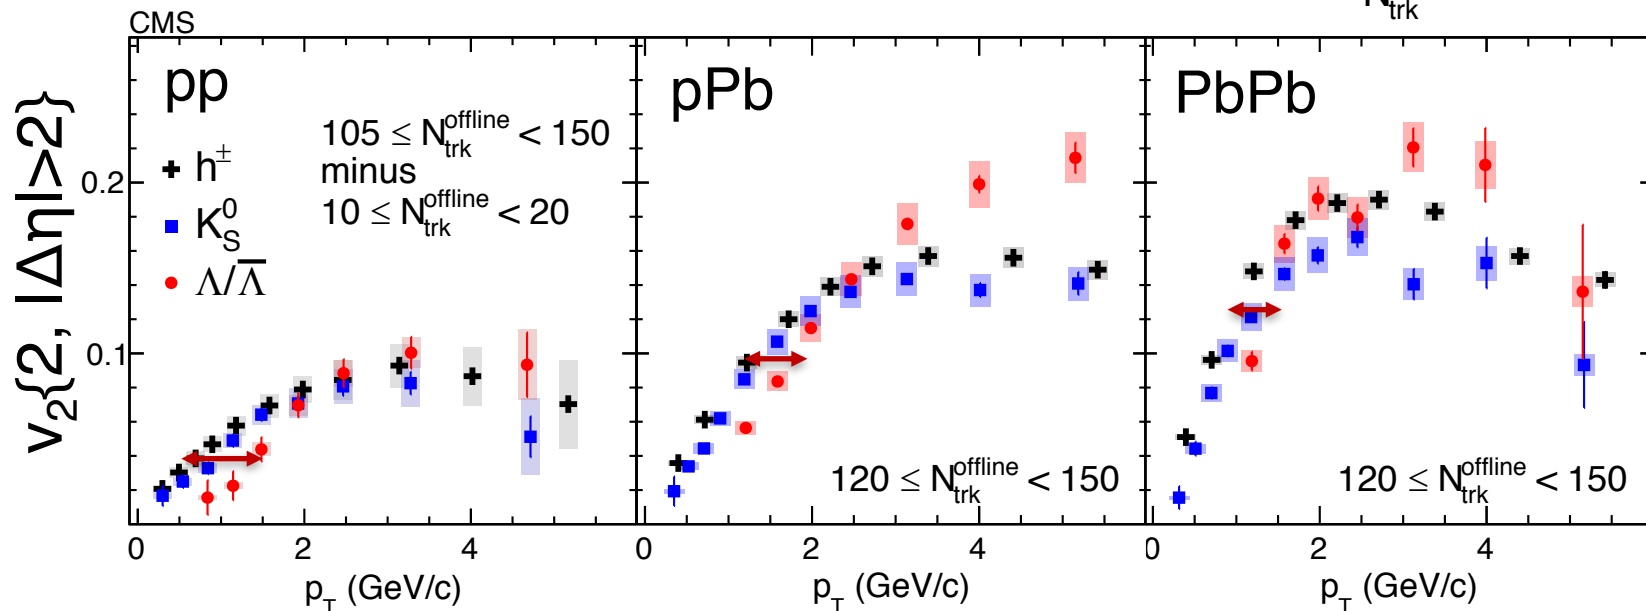 N_trk
CMS
pp
pPb
PbPb
105 ≤ N_trk^offline < 150
minus
10 ≤ N_trk^offline < 20
h^±
K_S^0
Λ/Λ̅
120 ≤ N_trk^offline < 150
120 ≤ N_trk^offline < 150
v_2{2, |Δη|>2}
0.2
0.1
0 2 4
0 2 4
0 2 4
p_T (GeV/c)
p_T (GeV/c)
p_T (GeV/c)